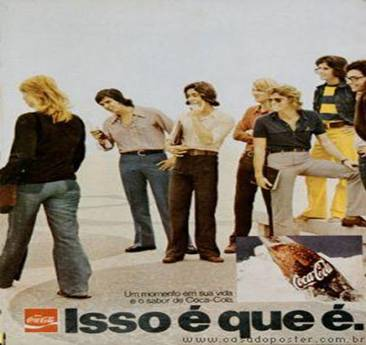 Coca-Cola
Um momento em sua vida
e o sabor de Coca-Cola.
Coca-Cola
Isso é que é.
www.casadoposter.com.br